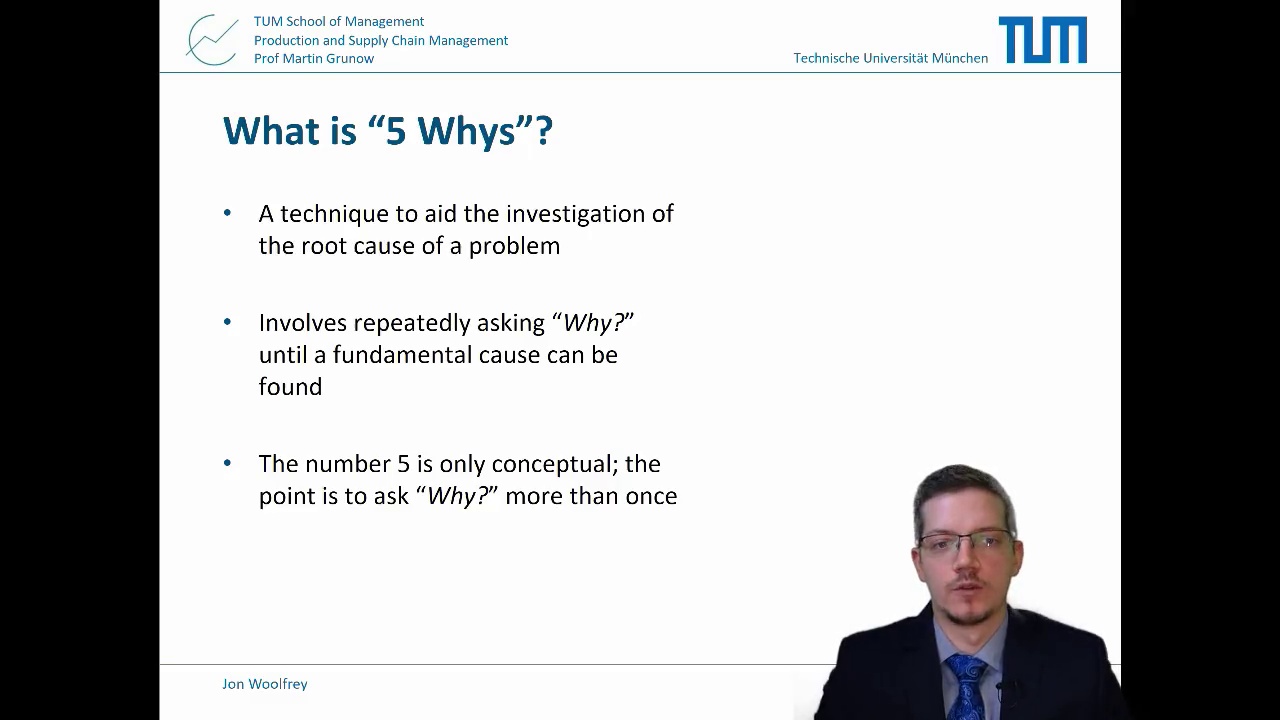 TUM School of Management
Production and Supply Chain Management
Prof Martin Grunow
Technische Universität München
TUM
What is “5 Whys”?
• A technique to aid the investigation of
the root cause of a problem
• Involves repeatedly asking “Why?”
until a fundamental cause can be
found
• The number 5 is only conceptual; the
point is to ask “Why?” more than once
Jon Woolfrey